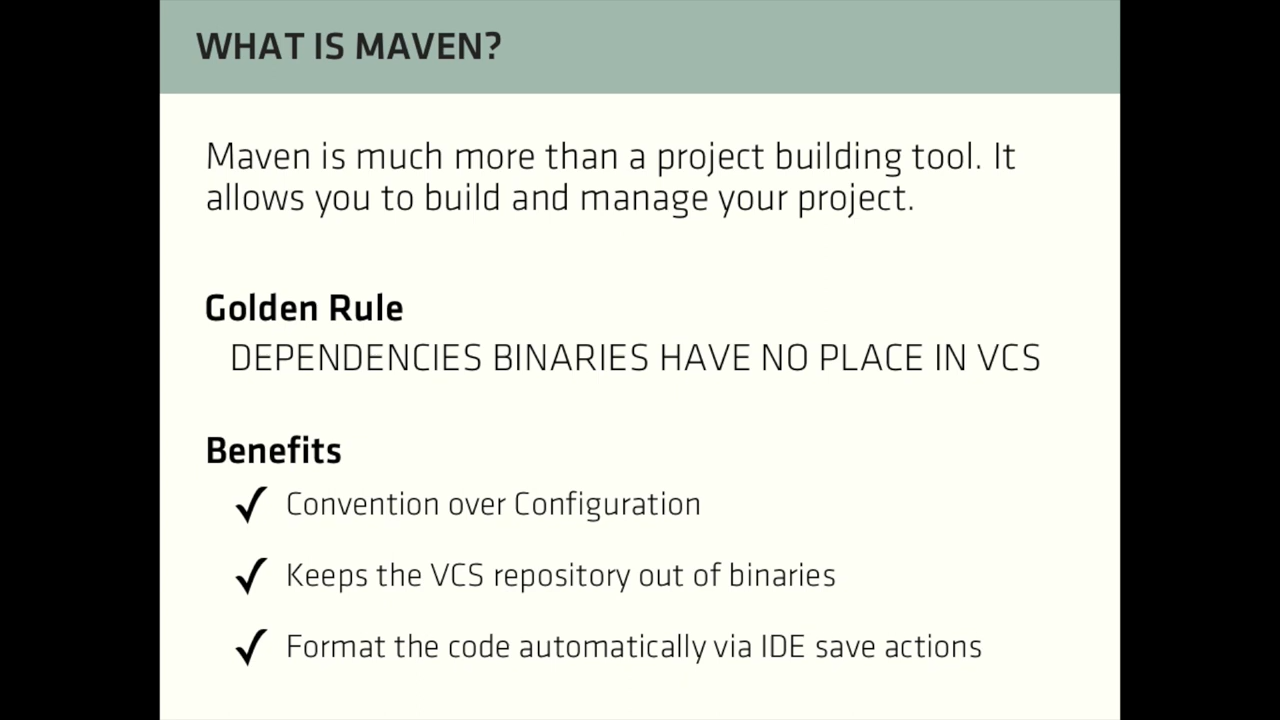 WHAT IS MAVEN?
Maven is much more than a project building tool. It
allows you to build and manage your project.
Golden Rule
DEPENDENCIES BINARIES HAVE NO PLACE IN VCS
Benefits
✓ Convention over Configuration
✓ Keeps the VCS repository out of binaries
✓ Format the code automatically via IDE save actions